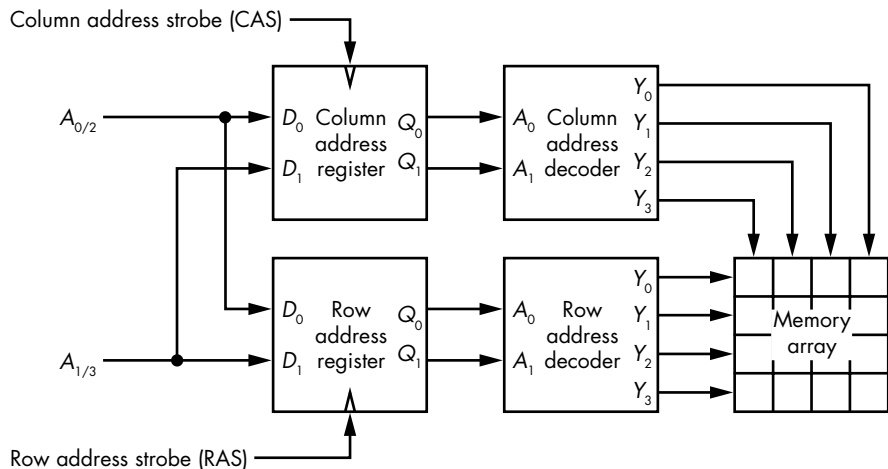 Column address strobe (CAS)
A0/2
D0
D1
Column
address
register
Q0
Q1
A0
A1
Column
address
decoder
Y0
Y1
Y2
Y3
A1/3
D0
D1
Row
address
register
Q0
Q1
A0
A1
Row
address
decoder
Y0
Y1
Y2
Y3
Memory
array
Row address strobe (RAS)